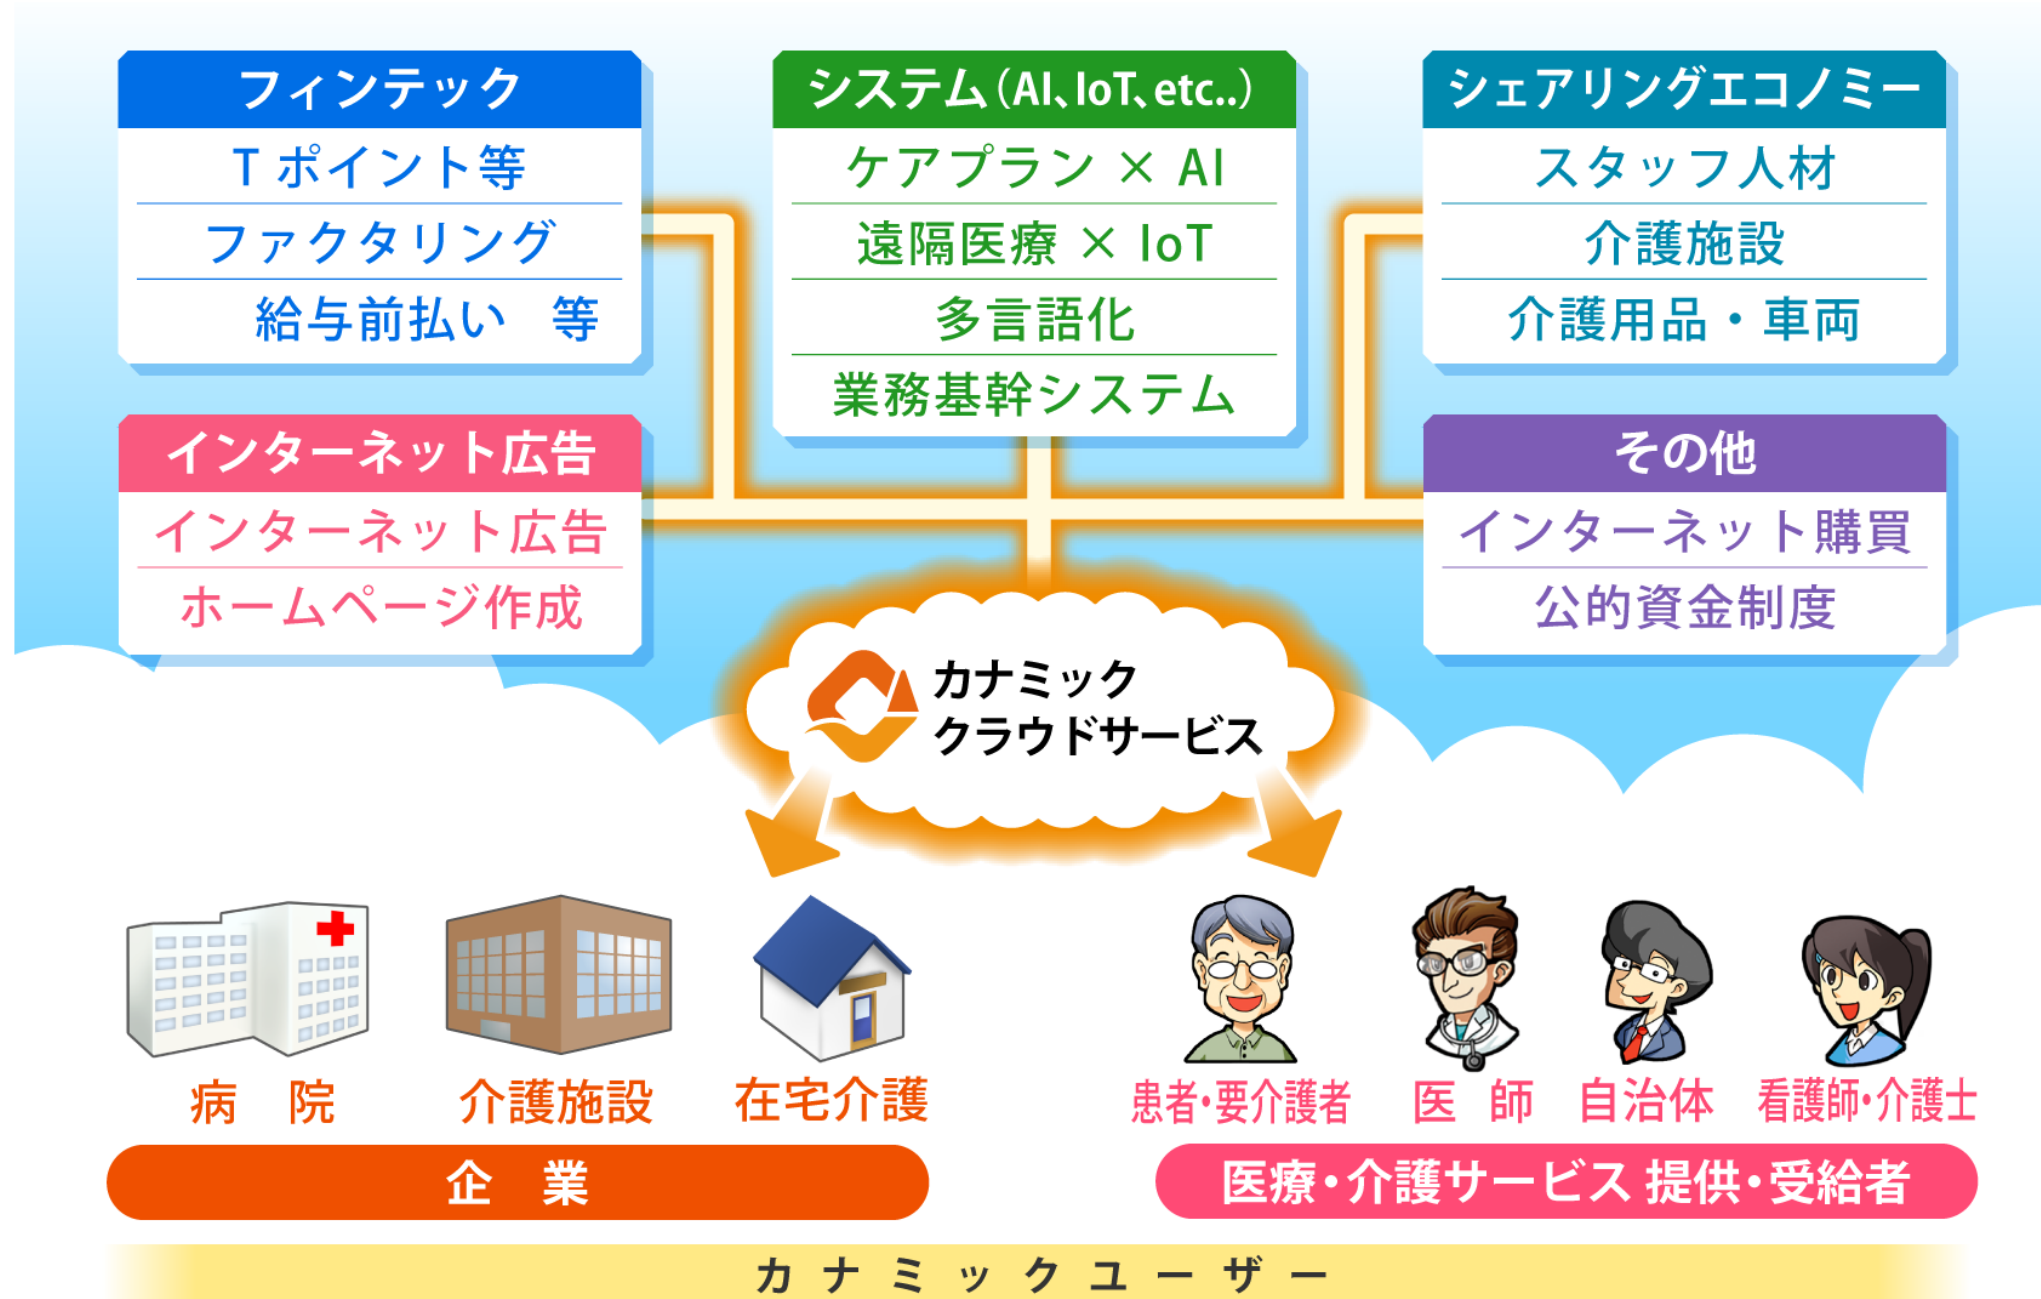 フィンテック
Tポイント等
ファクタリング
給与前払い 等
システム(AI、IoT、etc..)
ケアプラン × AI
遠隔医療 × IoT
多言語化
業務基幹システム
シェアリングエコノミー
スタッフ人材
介護施設
介護用品・車両
インターネット広告
インターネット広告
ホームページ作成
その他
インターネット購買
公的資金制度
カナミック
クラウドサービス
病 院
介護施設
在宅介護
患者・要介護者
医 師
自治体
看護師・介護士
企 業
医療・介護サービス 提供・受給者
カナミックユーザー